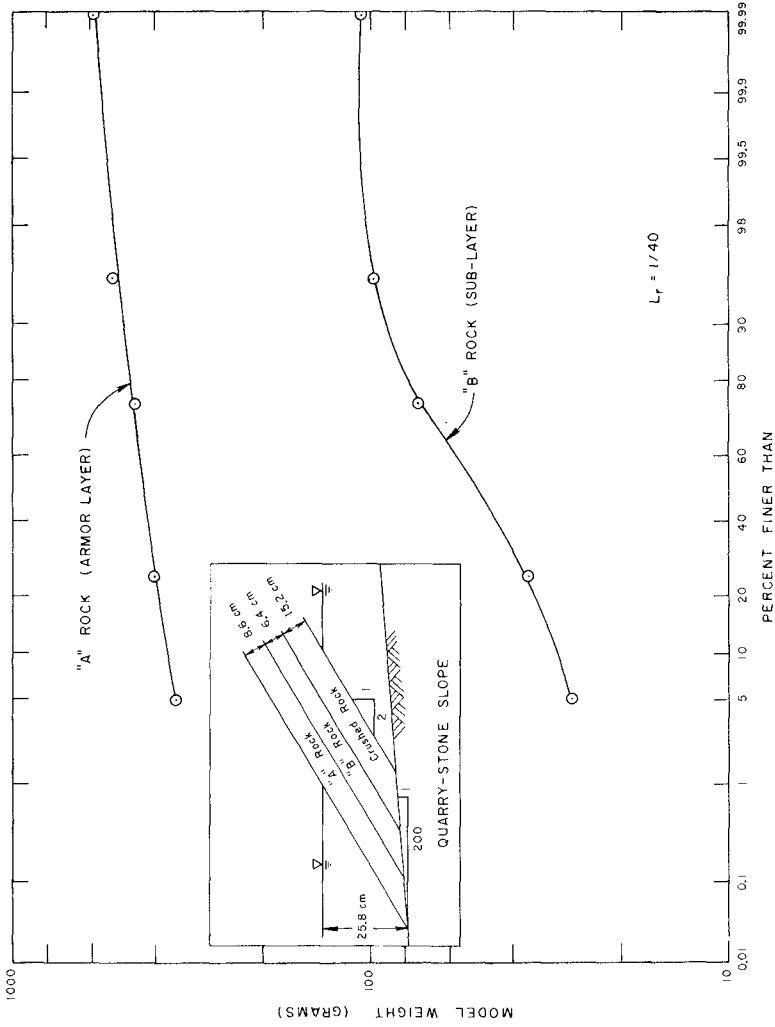 1000
100
10
MODEL WEIGHT (GRAMS)
"A" ROCK (ARMOR LAYER)
"B" ROCK (SUB-LAYER)
Lr = 1/40
8.6 cm
6.4 cm
15.2 cm
"A" Rock
"B" Rock
Crushed Rock
1
2
1
200
25.8 cm
QUARRY-STONE SLOPE
0.01
0.1
1
5
10
20
40
60
80
90
98
99.5
99.9
99.99
PERCENT FINER THAN